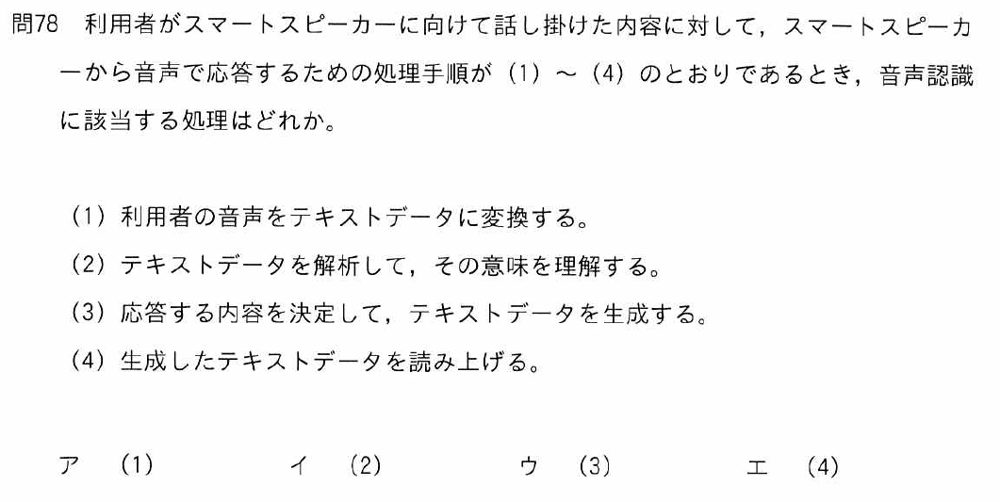 問78 利用者がスマートスピーカーに向けて話し掛けた内容に対して，スマートスピーカ
ーから音声で応答するための処理手順が（1）～（4）のとおりであるとき，音声認識
に該当する処理はどれか。
（1）利用者の音声をテキストデータに変換する。
（2）テキストデータを解析して，その意味を理解する。
（3）応答する内容を決定して，テキストデータを生成する。
（4）生成したテキストデータを読み上げる。
ア （1） イ （2） ウ （3） エ （4）